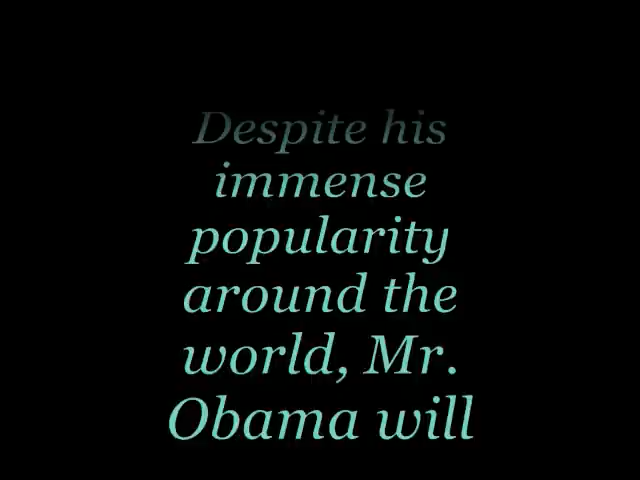 Despite his
immense
popularity
around the
world, Mr.
Obama will